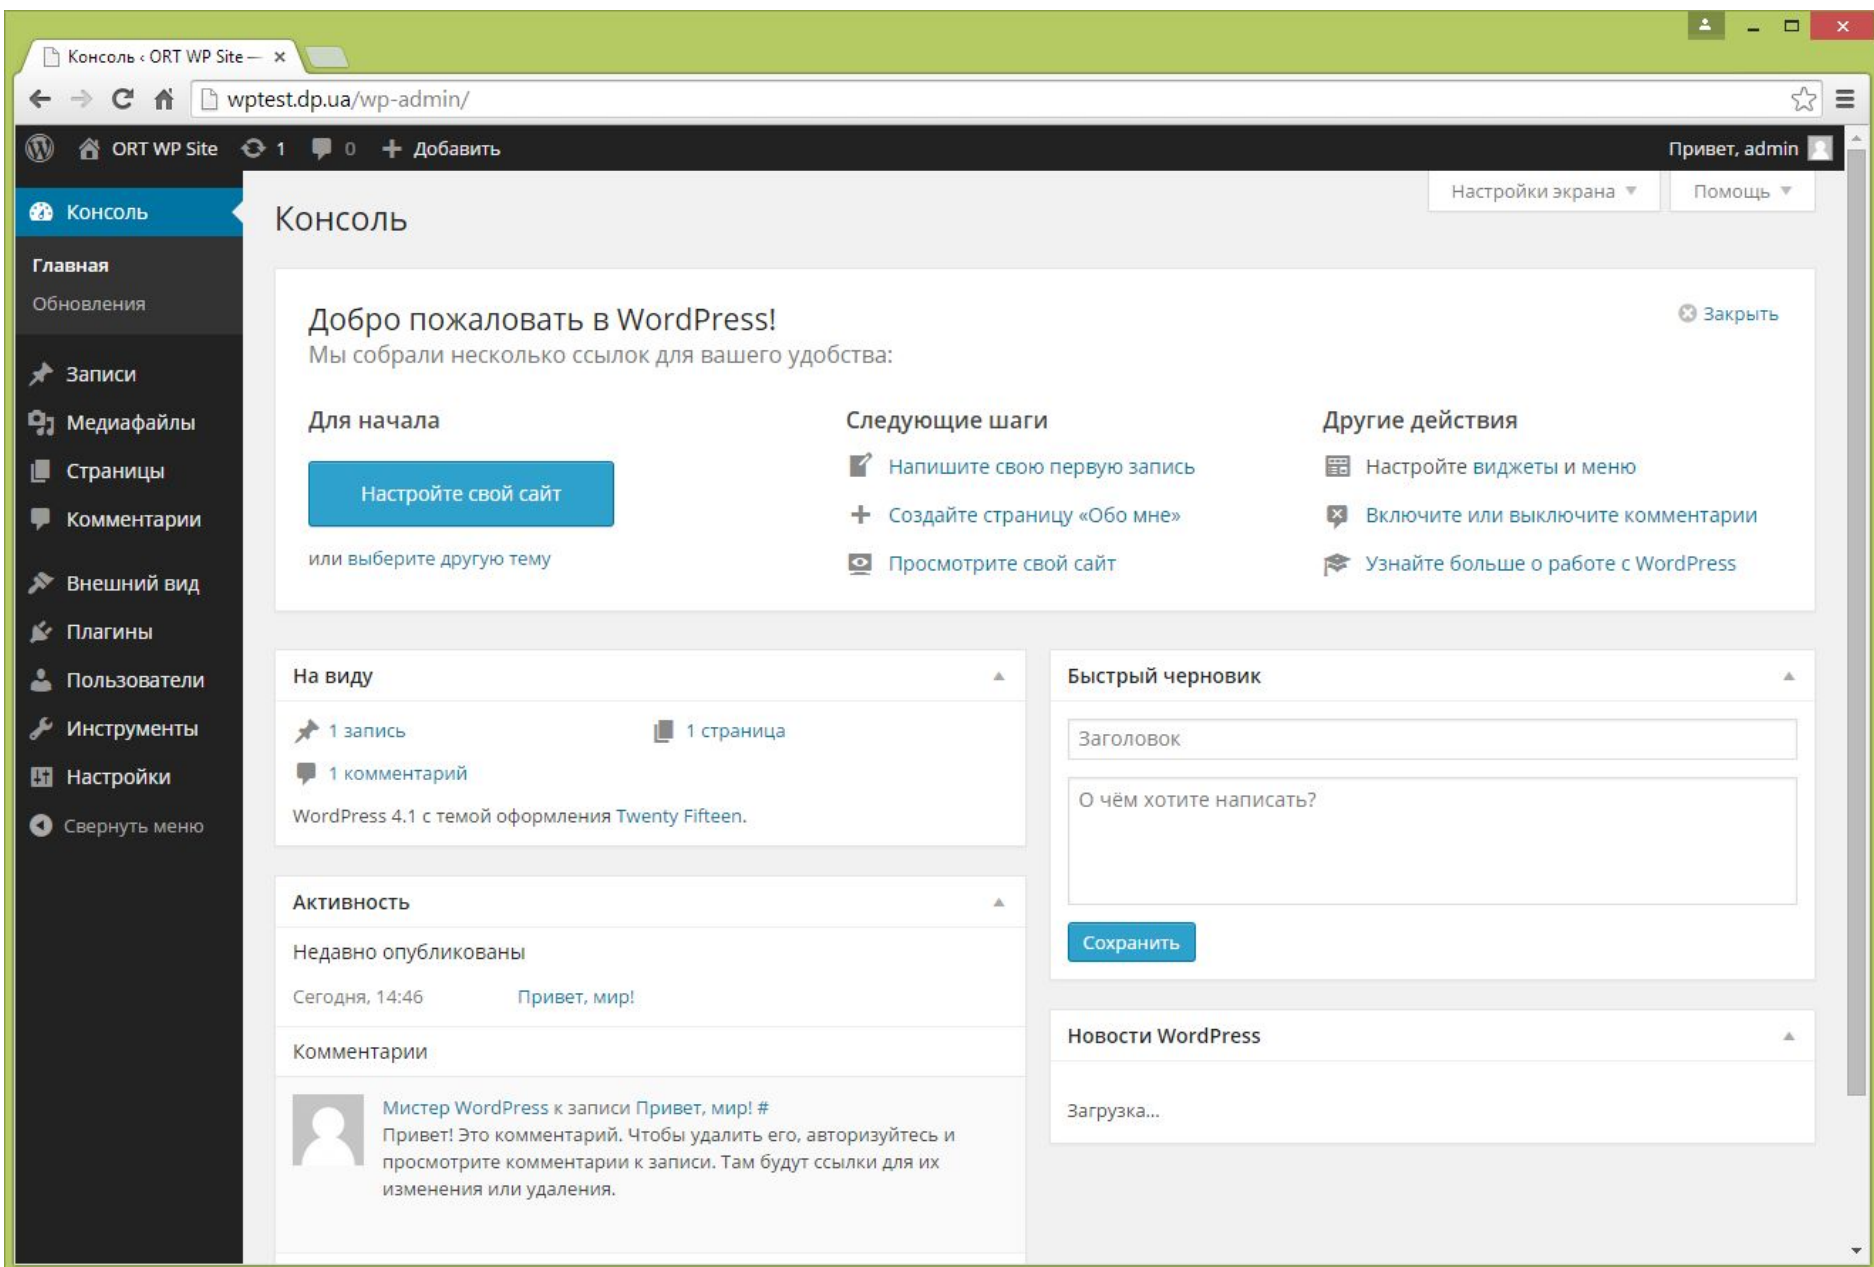 Консоль ‹ ORT WP Site —
wptest.dp.ua/wp-admin/
ORT WP Site 1 0 Добавить Привет, admin
Настройки экрана Помощь
Консоль
Главная
Обновления
Записи
Медиафайлы
Страницы
Комментарии
Внешний вид
Плагины
Пользователи
Инструменты
Настройки
Свернуть меню
Консоль
Добро пожаловать в WordPress!
Закрыть
Мы собрали несколько ссылок для вашего удобства:
Для начала
Настройте свой сайт
или выберите другую тему
Следующие шаги
Напишите свою первую запись
Создайте страницу «Обо мне»
Просмотрите свой сайт
Другие действия
Настройте виджеты и меню
Включите или выключите комментарии
Узнайте больше о работе с WordPress
На виду
1 запись
1 страница
1 комментарий
WordPress 4.1 с темой оформления Twenty Fifteen.
Активность
Недавно опубликованы
Сегодня, 14:46 Привет, мир!
Комментарии
Мистер WordPress к записи Привет, мир! #
Привет! Это комментарий. Чтобы удалить его, авторизуйтесь и
просмотрите комментарии к записи. Там будут ссылки для их
изменения или удаления.
Быстрый черновик
Заголовок
О чём хотите написать?
Сохранить
Новости WordPress
Загрузка...